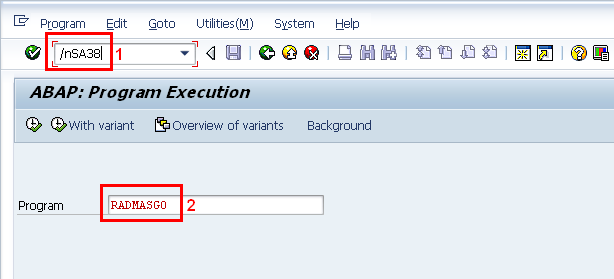 Program Edit Goto Utilities(M) System Help
/nSA38 1
ABAP: Program Execution
With variant Overview of variants Background
Program RADMASG0 2